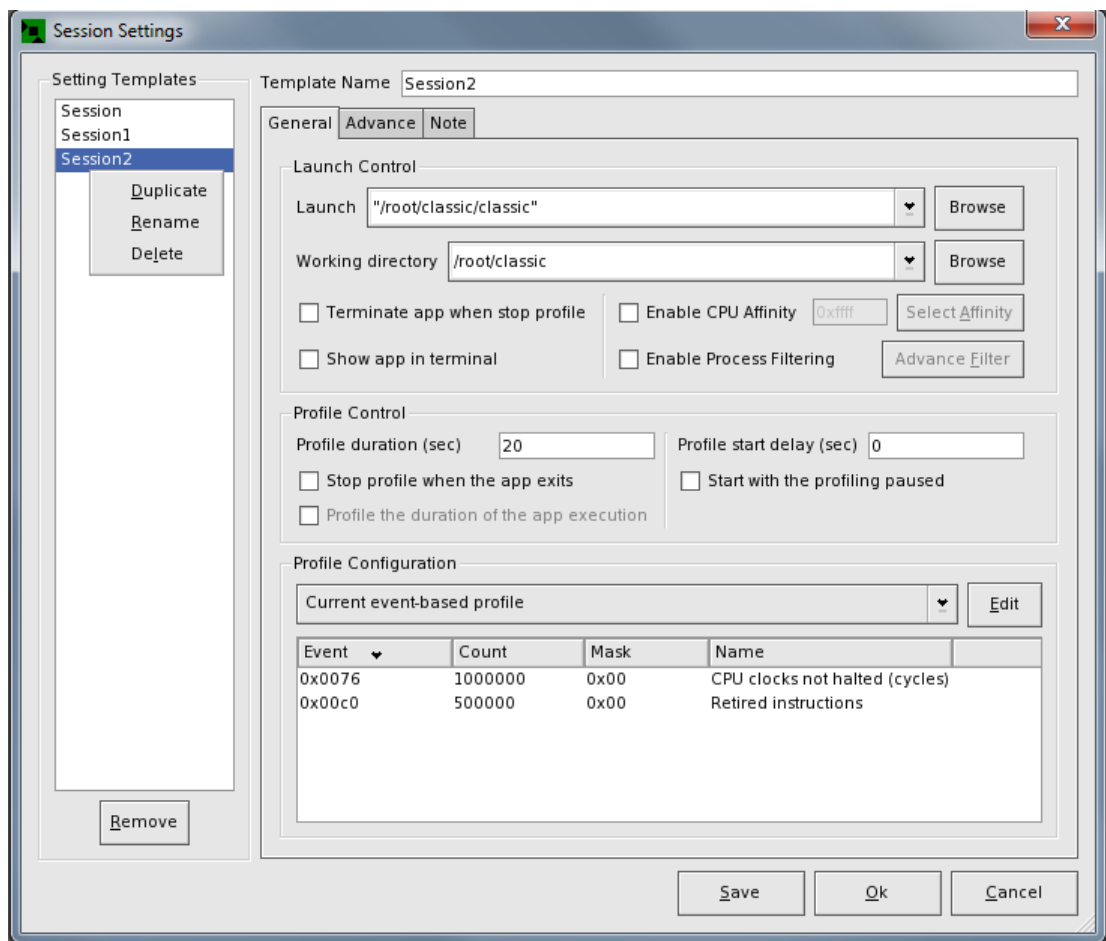 Session Settings
Setting Templates
Session
Session1
Session2
Duplicate
Rename
Delete
Remove
Template Name Session2
General Advance Note
Launch Control
Launch "/root/classic/classic" Browse
Working directory /root/classic Browse
Terminate app when stop profile Enable CPU Affinity 0xffff Select Affinity
Show app in terminal Enable Process Filtering Advance Filter
Profile Control
Profile duration (sec) 20 Profile start delay (sec) 0
Stop profile when the app exits Start with the profiling paused
Profile the duration of the app execution
Profile Configuration
Current event-based profile Edit
Event Count Mask Name
0x0076 1000000 0x00 CPU clocks not halted (cycles)
0x00c0 500000 0x00 Retired instructions
Save Ok Cancel